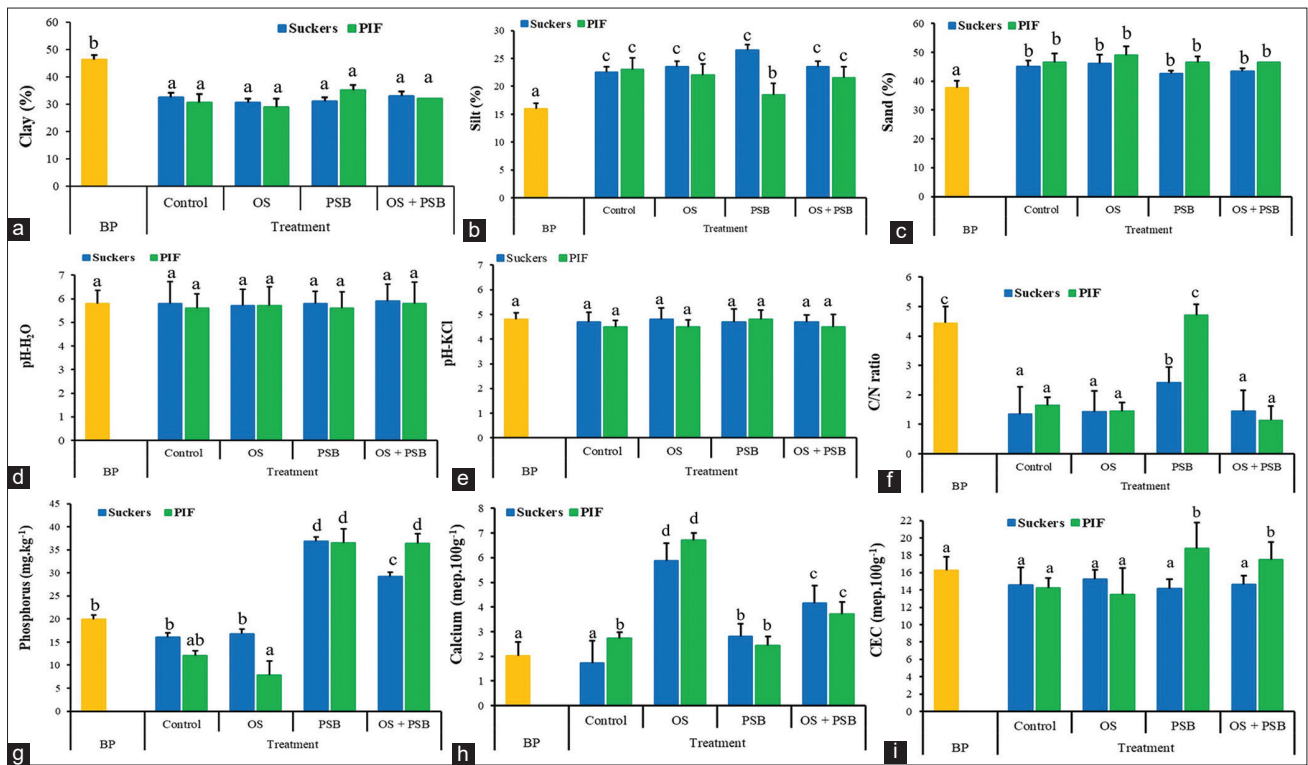 Suckers PIF
Clay (%)
60
50
40
30
20
10
0
b
a a a a a a a a
Control OS PSB OS + PSB
BP Treatment
a
Suckers PIF
Silt (%)
30
25
20
15
10
5
0
a
c c c c c b c c
Control OS PSB OS + PSB
BP Treatment
b
Suckers PIF
Sand (%)
60
50
40
30
20
10
0
a
b b b b b b b b
Control OS PSB OS + PSB
BP Treatment
c
Suckers PIF
pH-H₂O
7
6
5
4
3
2
1
0
a
a a a a a a a a
Control OS PSB OS + PSB
BP Treatment
d
Suckers PIF
pH-KCl
7
6
5
4
3
2
1
0
a
a a a a a a a a
Control OS PSB OS + PSB
BP Treatment
e
Suckers PIF
C/N ratio
6
5
4
3
2
1
0
c
a a a a b c a a
Control OS PSB OS + PSB
BP Treatment
f
Suckers PIF
Phosphorus (mg.kg⁻¹)
45
40
35
30
25
20
15
10
5
0
b
b ab b a d d c d
Control OS PSB OS + PSB
BP Treatment
g
Suckers PIF
Calcium (mep.100g⁻¹)
8
7
6
5
4
3
2
1
0
a
a b d d b b c c
Control OS PSB OS + PSB
BP Treatment
h
Suckers PIF
CEC (mep.100g⁻¹)
22
20
18
16
14
12
10
8
6
4
2
0
a
a a a a a b a b
Control OS PSB OS + PSB
BP Treatment
i